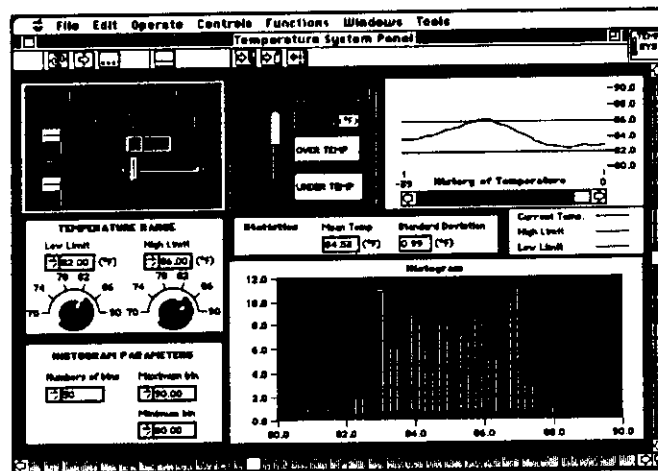 File Edit Operate Controls Functions Windows Tools
Temperature System Panel
TEMP
SYS
(°F)
OVER TEMP
UNDER TEMP
90.0
88.0
86.0
84.0
82.0
80.0
History of Temperature
0
TEMPERATURE RANGE
Low Limit High Limit
82.00 (°F) 86.00 (°F)
78 82 78 82
74 86 74 86
70 90 70 90
Statistics Mean Temp Standard Deviation
84.58 (°F) 0.99 (°F)
Current Temp.
High Limit
Low Limit
Histogram
12.0
10.0
8.0
6.0
4.0
2.0
0.0
80.0 82.0 84.0 86.0 88.0 90.0
HISTOGRAM PARAMETERS
Numbers of bins Maximum bin
50 90.00
Minimum bin
80.00